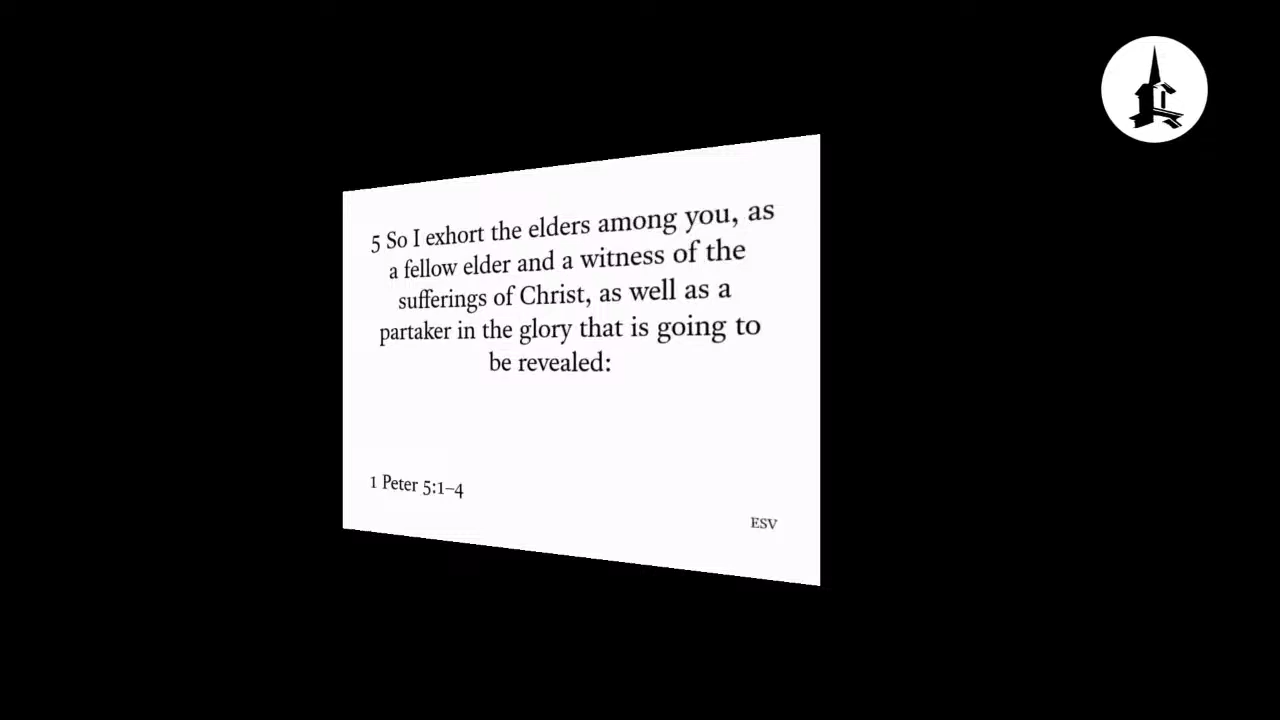 5 So I exhort the elders among you, as
a fellow elder and a witness of the
sufferings of Christ, as well as a
partaker in the glory that is going to
be revealed:
1 Peter 5:1–4
ESV